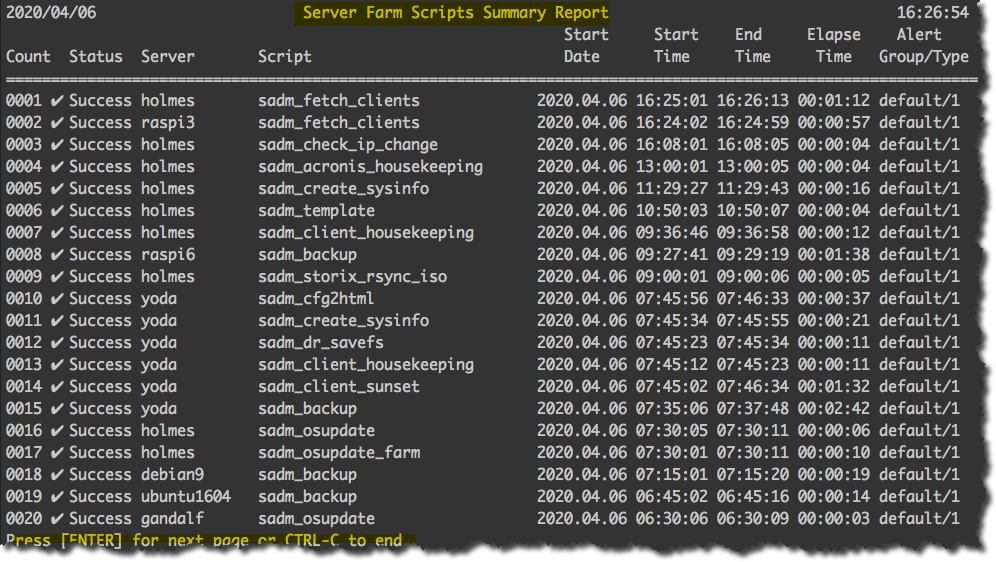 2020/04/06 Server Farm Scripts Summary Report 16:26:54
Start Start End Elapse Alert
Count Status Server Script Date Time Time Time Group/Type
================================================================================
0001 ✔ Success holmes sadm_fetch_clients 2020.04.06 16:25:01 16:26:13 00:01:12 default/1
0002 ✔ Success raspi3 sadm_fetch_clients 2020.04.06 16:24:02 16:24:59 00:00:57 default/1
0003 ✔ Success holmes sadm_check_ip_change 2020.04.06 16:08:01 16:08:05 00:00:04 default/1
0004 ✔ Success holmes sadm_acronis_housekeeping 2020.04.06 13:00:01 13:00:05 00:00:04 default/1
0005 ✔ Success holmes sadm_create_sysinfo 2020.04.06 11:29:27 11:29:43 00:00:16 default/1
0006 ✔ Success holmes sadm_template 2020.04.06 10:50:03 10:50:07 00:00:04 default/1
0007 ✔ Success holmes sadm_client_housekeeping 2020.04.06 09:36:46 09:36:58 00:00:12 default/1
0008 ✔ Success raspi6 sadm_backup 2020.04.06 09:27:41 09:29:19 00:01:38 default/1
0009 ✔ Success holmes sadm_storix_rsync_iso 2020.04.06 09:00:01 09:00:06 00:00:05 default/1
0010 ✔ Success yoda sadm_cfg2html 2020.04.06 07:45:56 07:46:33 00:00:37 default/1
0011 ✔ Success yoda sadm_create_sysinfo 2020.04.06 07:45:34 07:45:55 00:00:21 default/1
0012 ✔ Success yoda sadm_dr_savefs 2020.04.06 07:45:23 07:45:34 00:00:11 default/1
0013 ✔ Success yoda sadm_client_housekeeping 2020.04.06 07:45:12 07:45:23 00:00:11 default/1
0014 ✔ Success yoda sadm_client_sunset 2020.04.06 07:45:02 07:46:34 00:01:32 default/1
0015 ✔ Success yoda sadm_backup 2020.04.06 07:35:06 07:37:48 00:02:42 default/1
0016 ✔ Success holmes sadm_osupdate 2020.04.06 07:30:05 07:30:11 00:00:06 default/1
0017 ✔ Success holmes sadm_osupdate_farm 2020.04.06 07:30:01 07:30:11 00:00:10 default/1
0018 ✔ Success debian9 sadm_backup 2020.04.06 07:15:01 07:15:20 00:00:19 default/1
0019 ✔ Success ubuntu1604 sadm_backup 2020.04.06 06:45:02 06:45:16 00:00:14 default/1
0020 ✔ Success gandalf sadm_osupdate 2020.04.06 06:30:06 06:30:09 00:00:03 default/1
Press [ENTER] for next page or CTRL-C to end